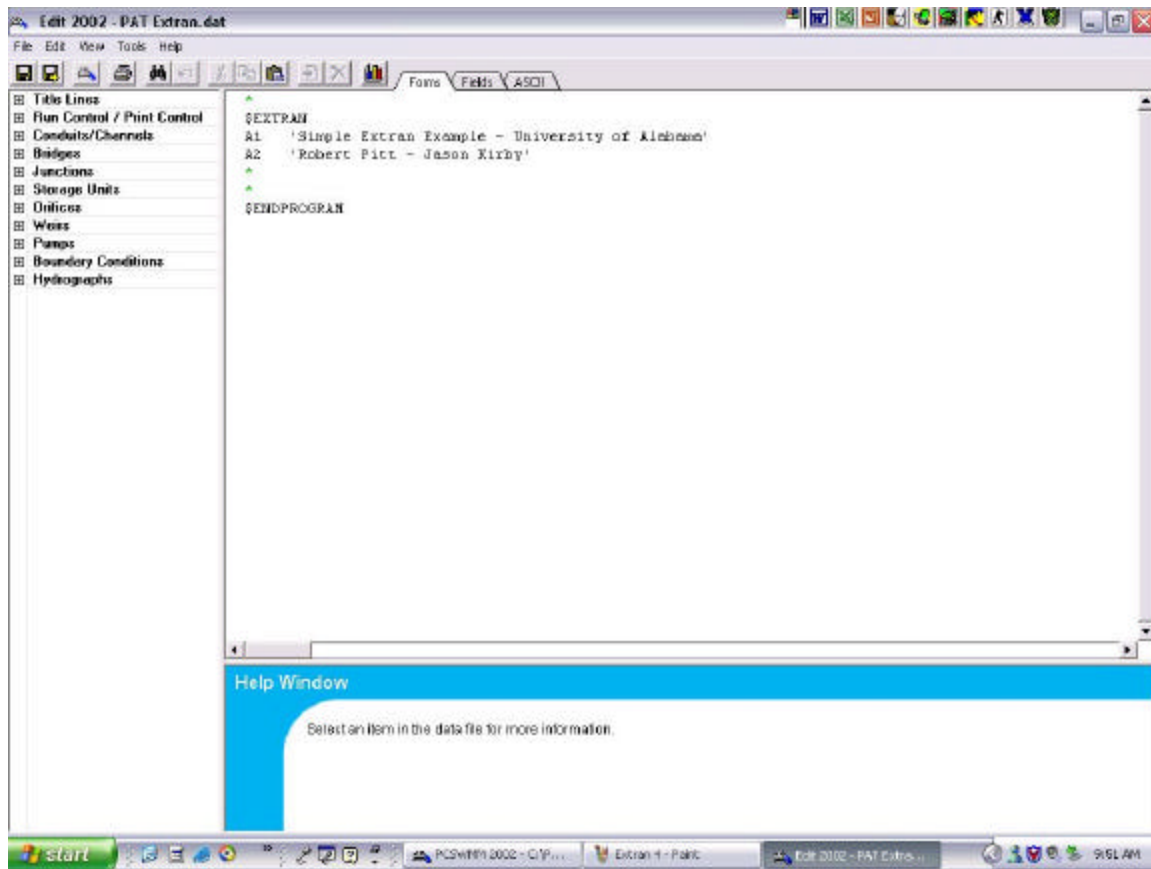 Edit 2002 - PAT Extran.dat
File Edit View Tools Help
Forms Fields ASCII
Title Lines
Run Control / Print Control
Conduits/Channels
Bridges
Junctions
Storage Units
Orifices
Weirs
Pumps
Boundary Conditions
Hydrographs
*
$EXTRAN
A1 'Simple Extran Example - University of Alabama'
A2 'Robert Pitt - Jason Kirby'
*
*
$ENDPROGRAM
Help Window
Select an item in the data file for more information.
start
PCSWMM 2002 - C:\P...
Extran 4 - Paint
Edit 2002 - PAT Extra...
9:51 AM